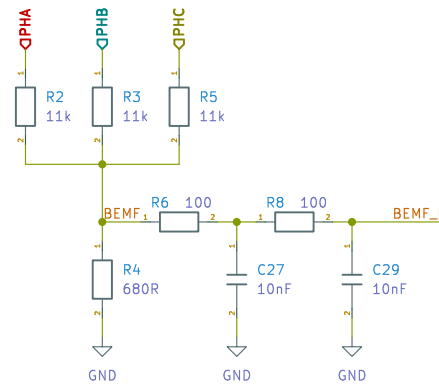 PHA PHB PHC
1 1 1
R2 R3 R5
11k 11k 11k
2 2 2
BEMF 1 R6 100 2 1 R8 100 2 BEMF_
1 1 1
R4 C27 C29
680R 10nF 10nF
2 2 2
GND GND GND